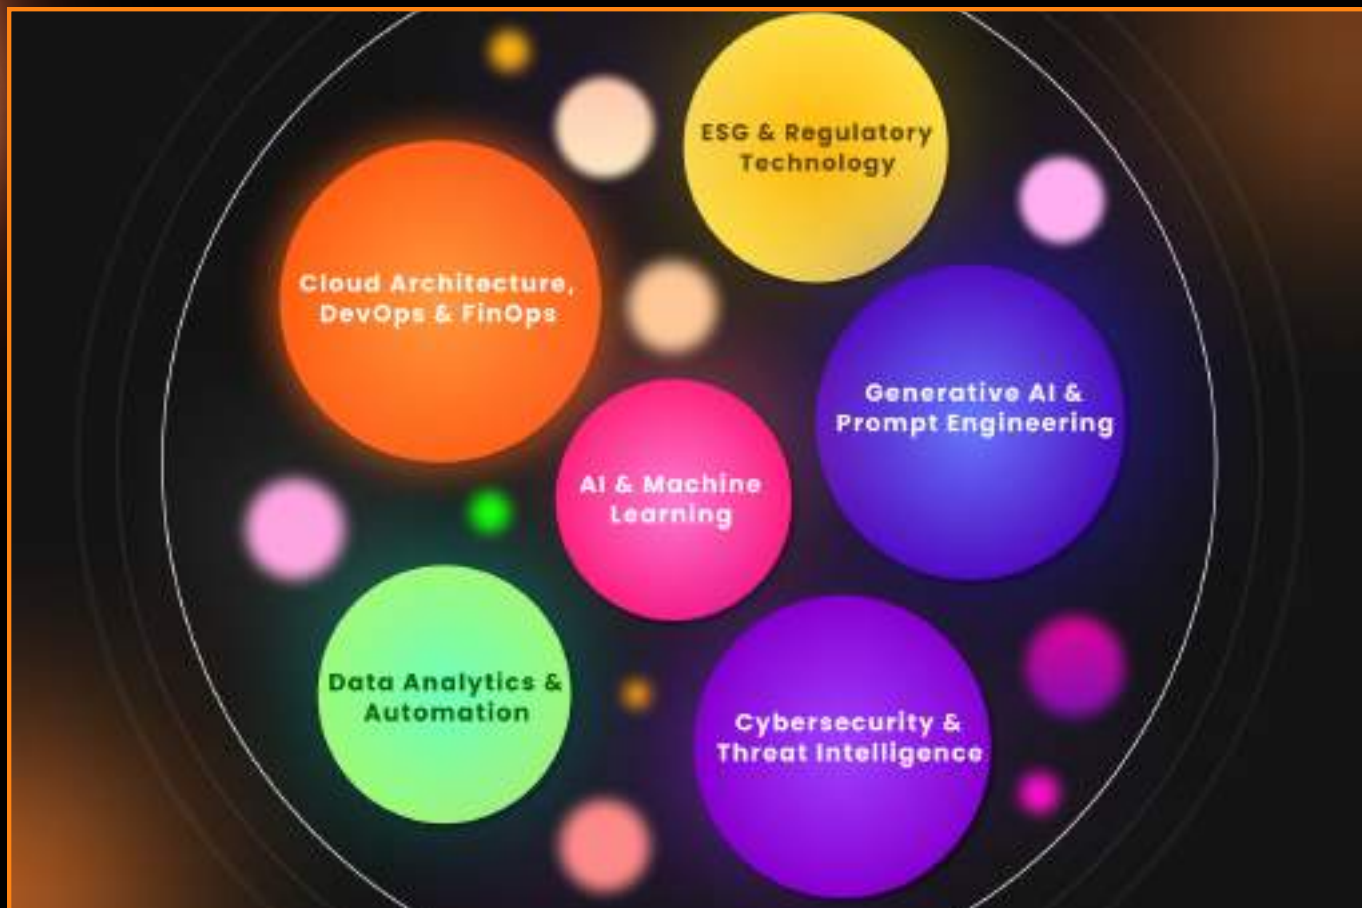 ESG & Regulatory
Technology
Cloud Architecture,
DevOps & FinOps
Generative AI &
Prompt Engineering
AI & Machine
Learning
Data Analytics &
Automation
Cybersecurity &
Threat Intelligence